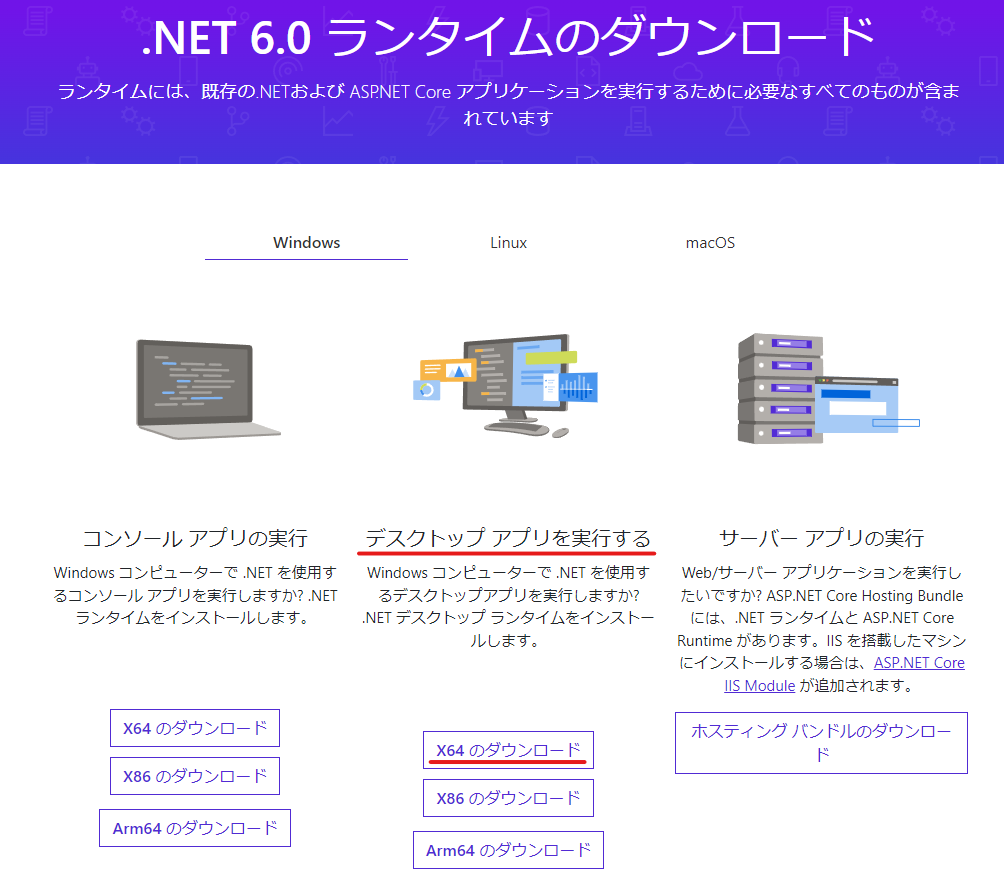 .NET 6.0 ランタイムのダウンロード
ランタイムには、既存の.NETおよび ASP.NET Core アプリケーションを実行するために必要なすべてのものが含ま
れています
Windows
Linux
macOS
コンソール アプリの実行
Windows コンピューターで .NET を使用す
るコンソール アプリを実行しますか? .NET
ランタイムをインストールします。
X64 のダウンロード
X86 のダウンロード
Arm64 のダウンロード
デスクトップ アプリを実行する
Windows コンピューターで .NET を使用す
るデスクトップアプリを実行しますか?
.NET デスクトップ ランタイムをインストー
ルします。
X64 のダウンロード
X86 のダウンロード
Arm64 のダウンロード
サーバー アプリの実行
Web/サーバー アプリケーションを実行し
たいですか? ASP.NET Core Hosting Bundle
には、.NET ランタイムと ASP.NET Core
Runtime があります。IIS を搭載したマシン
にインストールする場合は、ASP.NET Core
IIS Module が追加されます。
ホスティング バンドルのダウンロー
ド